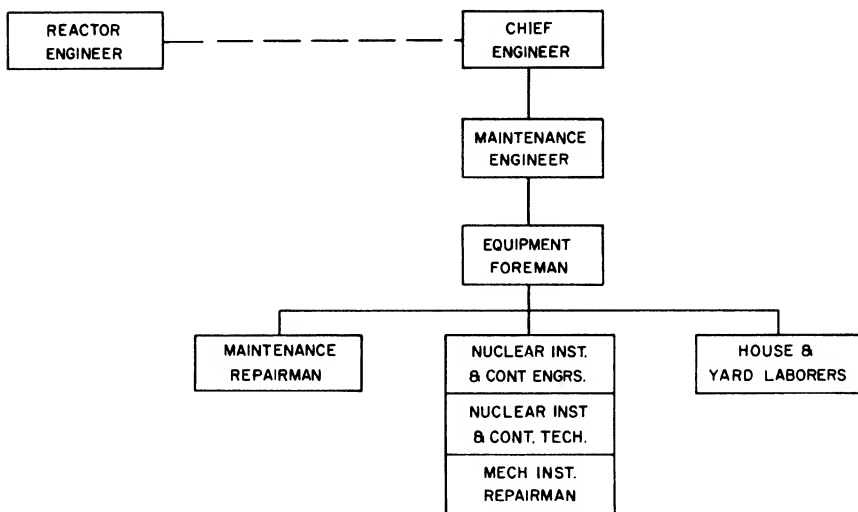 REACTOR
ENGINEER
CHIEF
ENGINEER
MAINTENANCE
ENGINEER
EQUIPMENT
FOREMAN
MAINTENANCE
REPAIRMAN
NUCLEAR INST.
& CONT ENGRS.
NUCLEAR INST
& CONT. TECH.
MECH INST.
REPAIRMAN
HOUSE &
YARD LABORERS